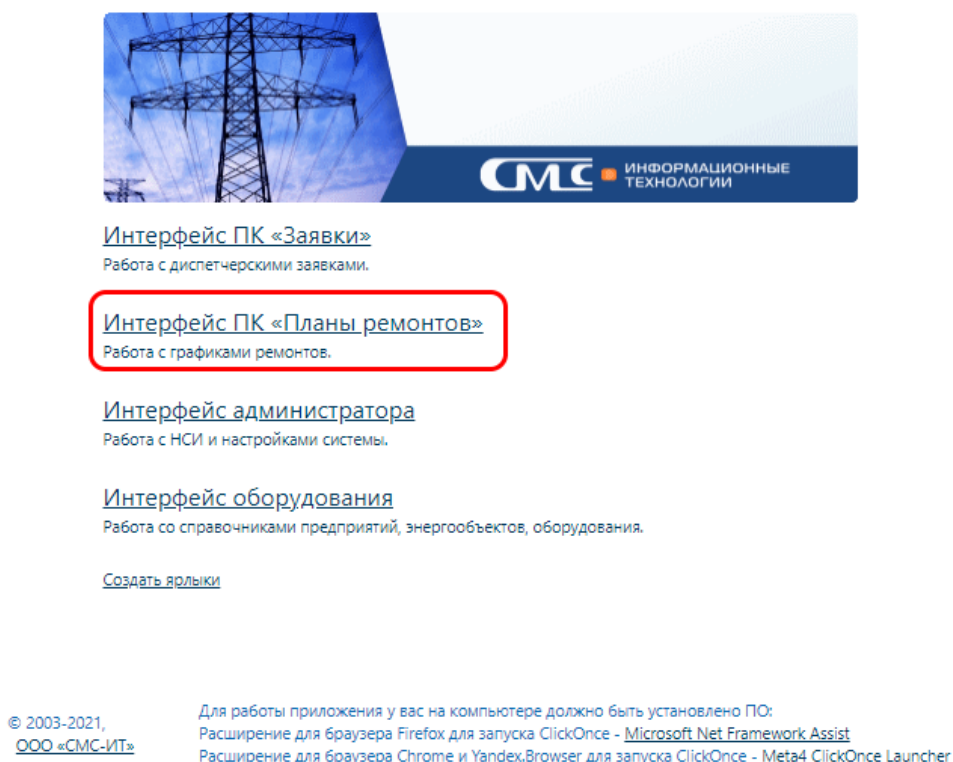 СМС ИНФОРМАЦИОННЫЕ
ТЕХНОЛОГИИ
Интерфейс ПК «Заявки»
Работа с диспетчерскими заявками.
Интерфейс ПК «Планы ремонтов»
Работа с графиками ремонтов.
Интерфейс администратора
Работа с НСИ и настройками системы.
Интерфейс оборудования
Работа со справочниками предприятий, энергообъектов, оборудования.
Создать ярлыки
© 2003-2021,
ООО «СМС-ИТ»
Для работы приложения у вас на компьютере должно быть установлено ПО:
Расширение для браузера Firefox для запуска ClickOnce - Microsoft Net Framework Assist
Расширение для браузера Chrome и Yandex.Browser для запуска ClickOnce - Meta4 ClickOnce Launcher